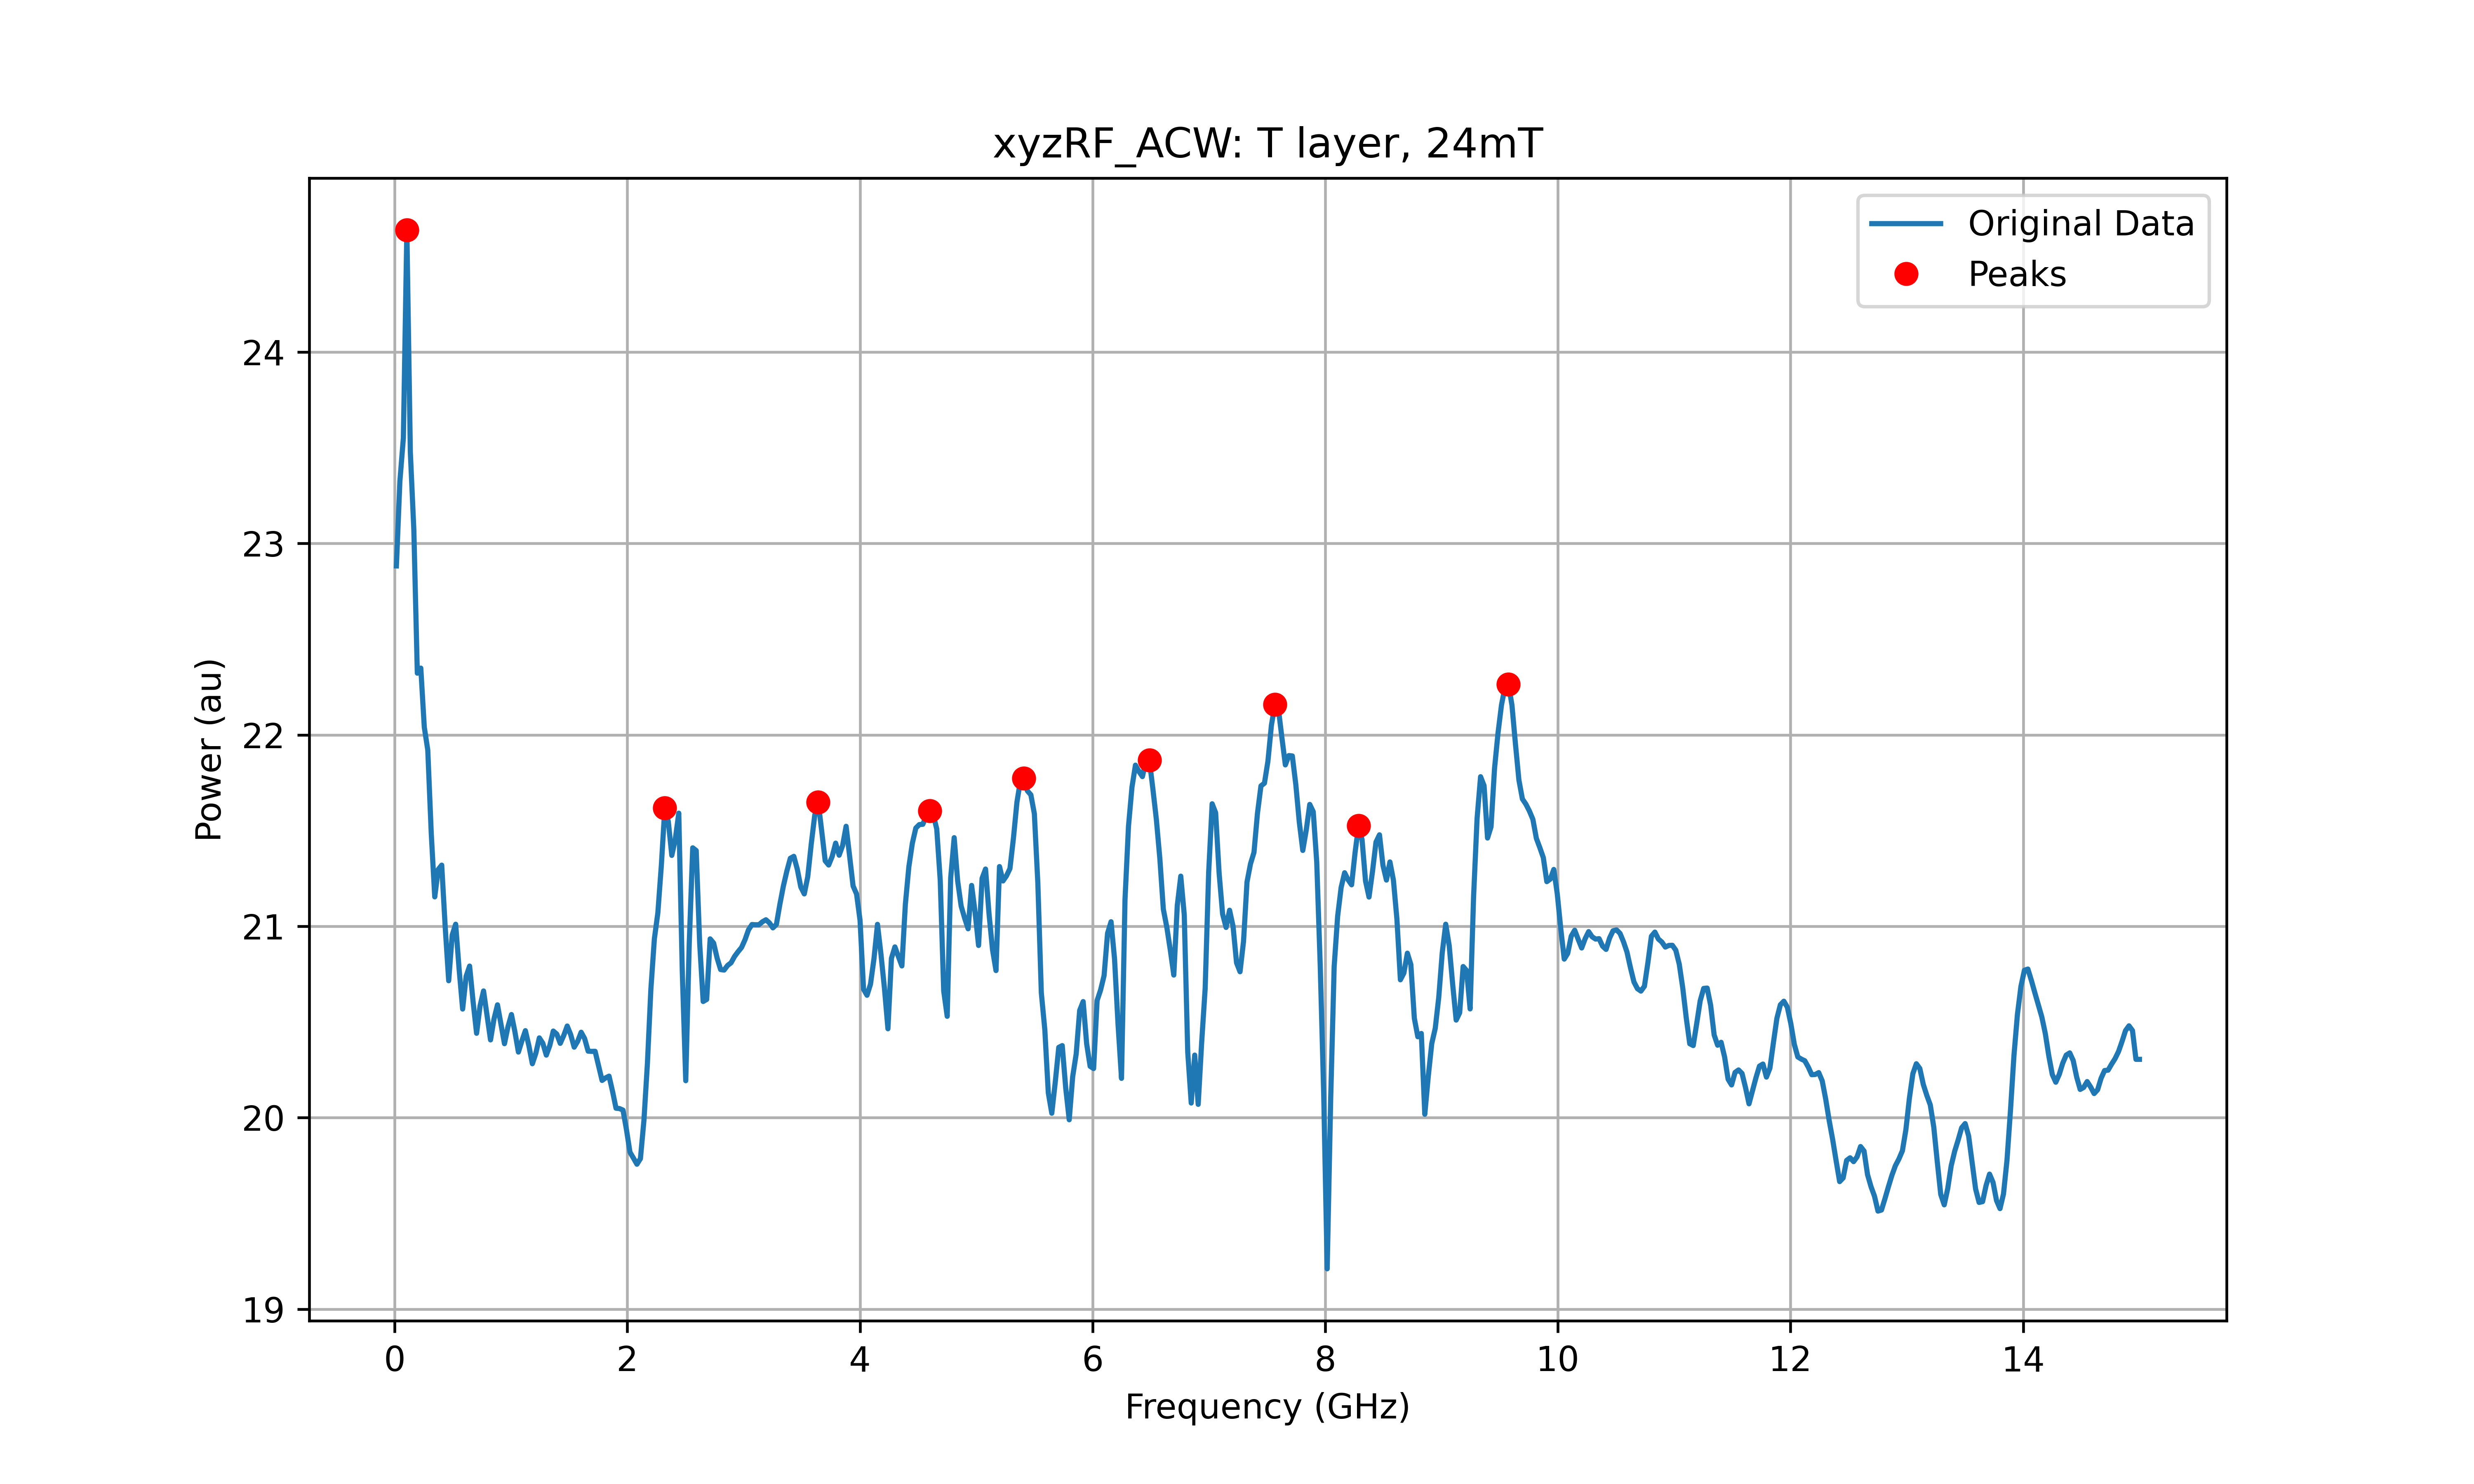 xyzRF_ACW: T layer, 24mT
Original Data
Peaks
24
23
22
21
20
19
Power (au)
0 2 4 6 8 10 12 14
Frequency (GHz)